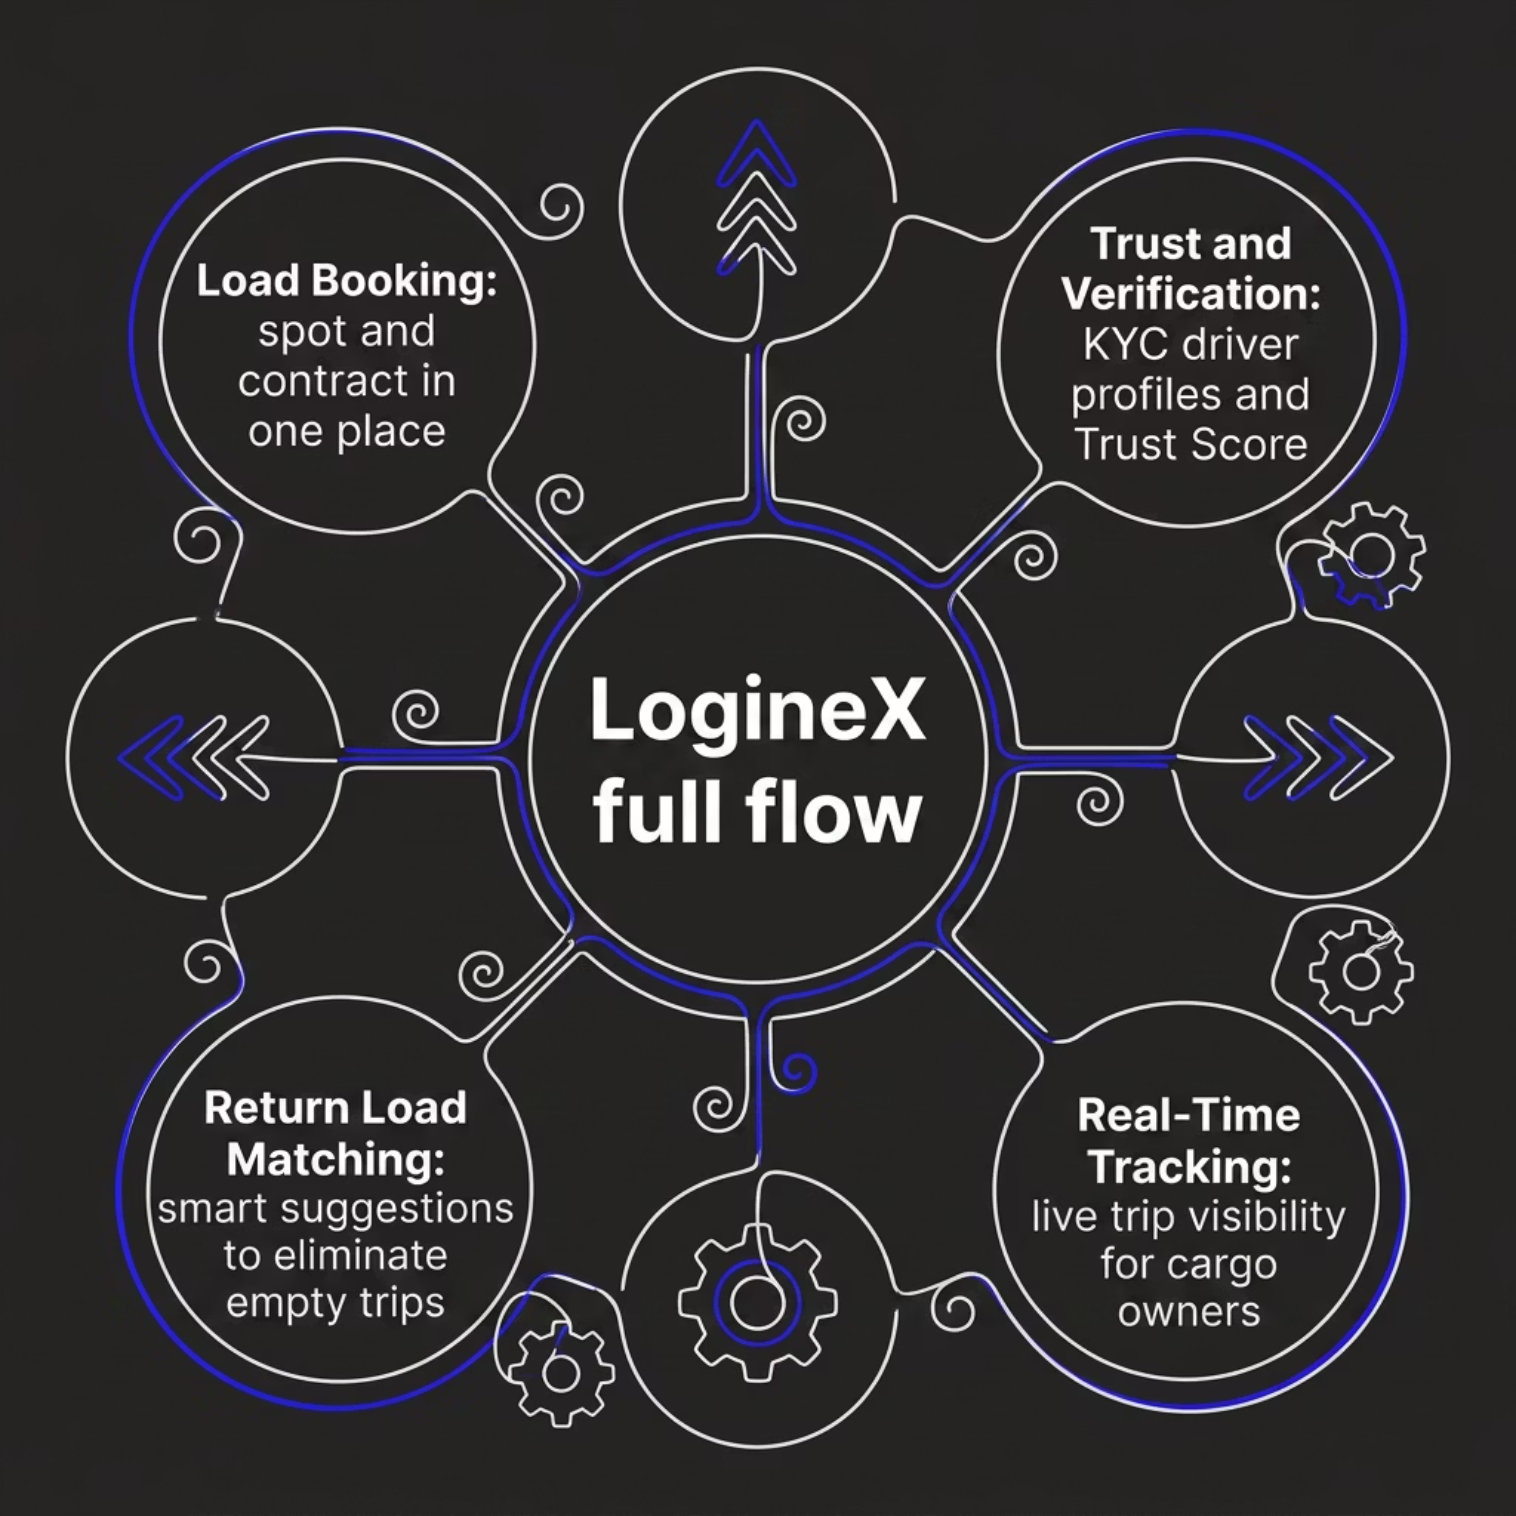 Load Booking:
spot and
contract in
one place
Trust and
Verification:
KYC driver
profiles and
Trust Score
LogineX
full flow
Return Load
Matching:
smart suggestions
to eliminate
empty trips
Real-Time
Tracking:
live trip visibility
for cargo
owners